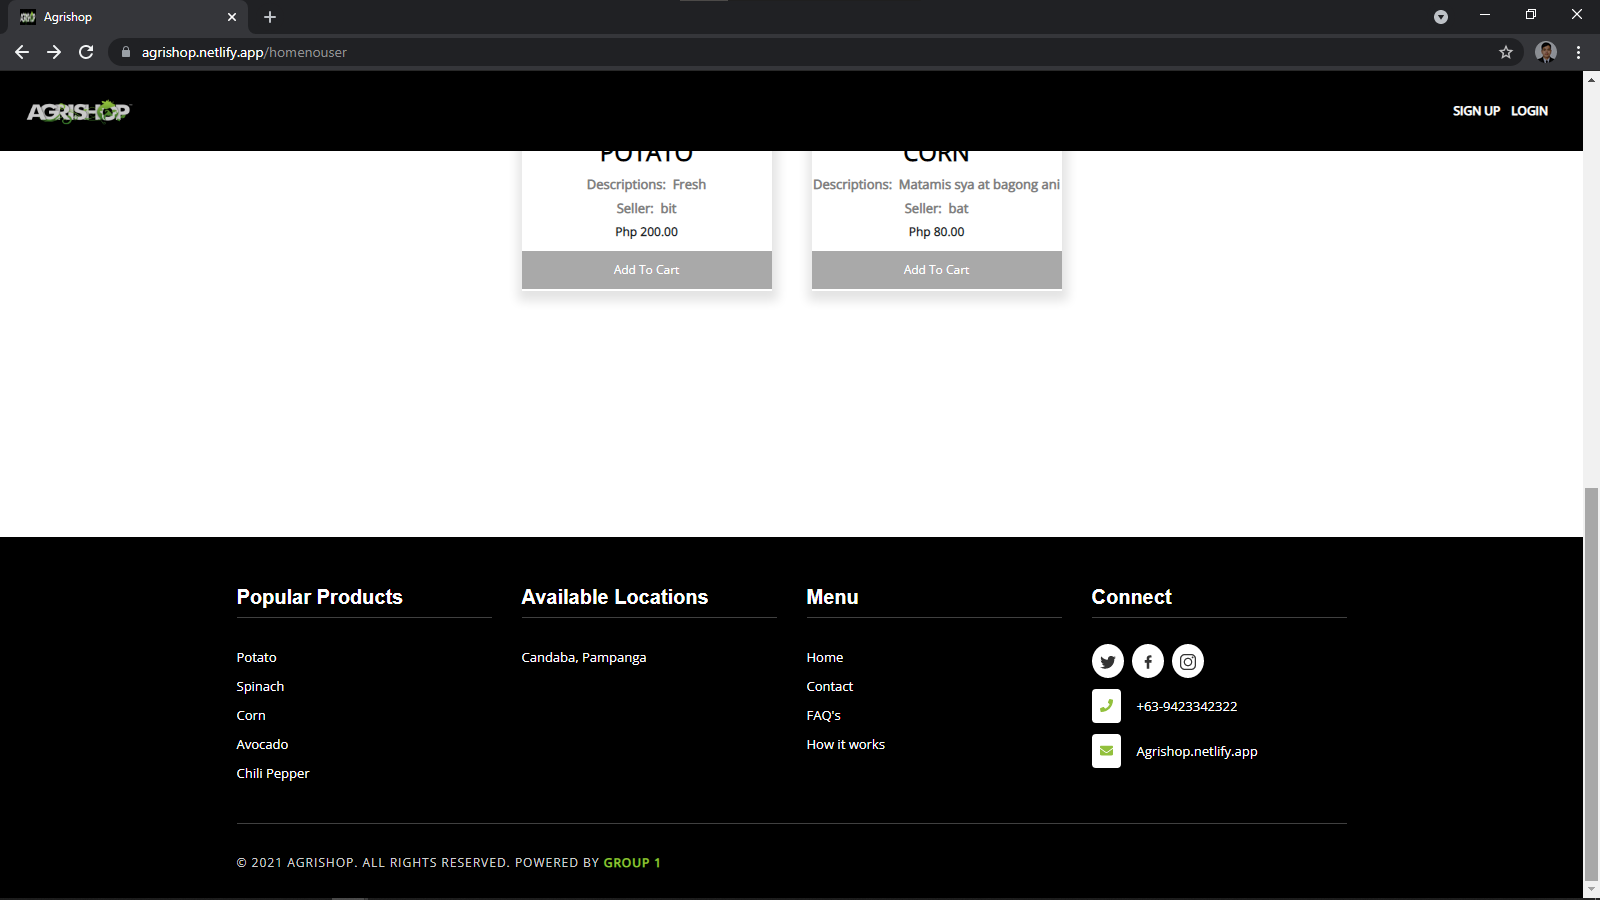 Agrishop
agrishop.netlify.app/homenouser
AGRISHOP
SIGN UP LOGIN
POTATO
Descriptions: Fresh
Seller: bit
Php 200.00
Add To Cart
CORN
Descriptions: Matamis sya at bagong ani
Seller: bat
Php 80.00
Add To Cart
Popular Products
Potato
Spinach
Corn
Avocado
Chili Pepper
Available Locations
Candaba, Pampanga
Menu
Home
Contact
FAQ's
How it works
Connect
+63-9423342322
Agrishop.netlify.app
© 2021 AGRISHOP. ALL RIGHTS RESERVED. POWERED BY GROUP 1